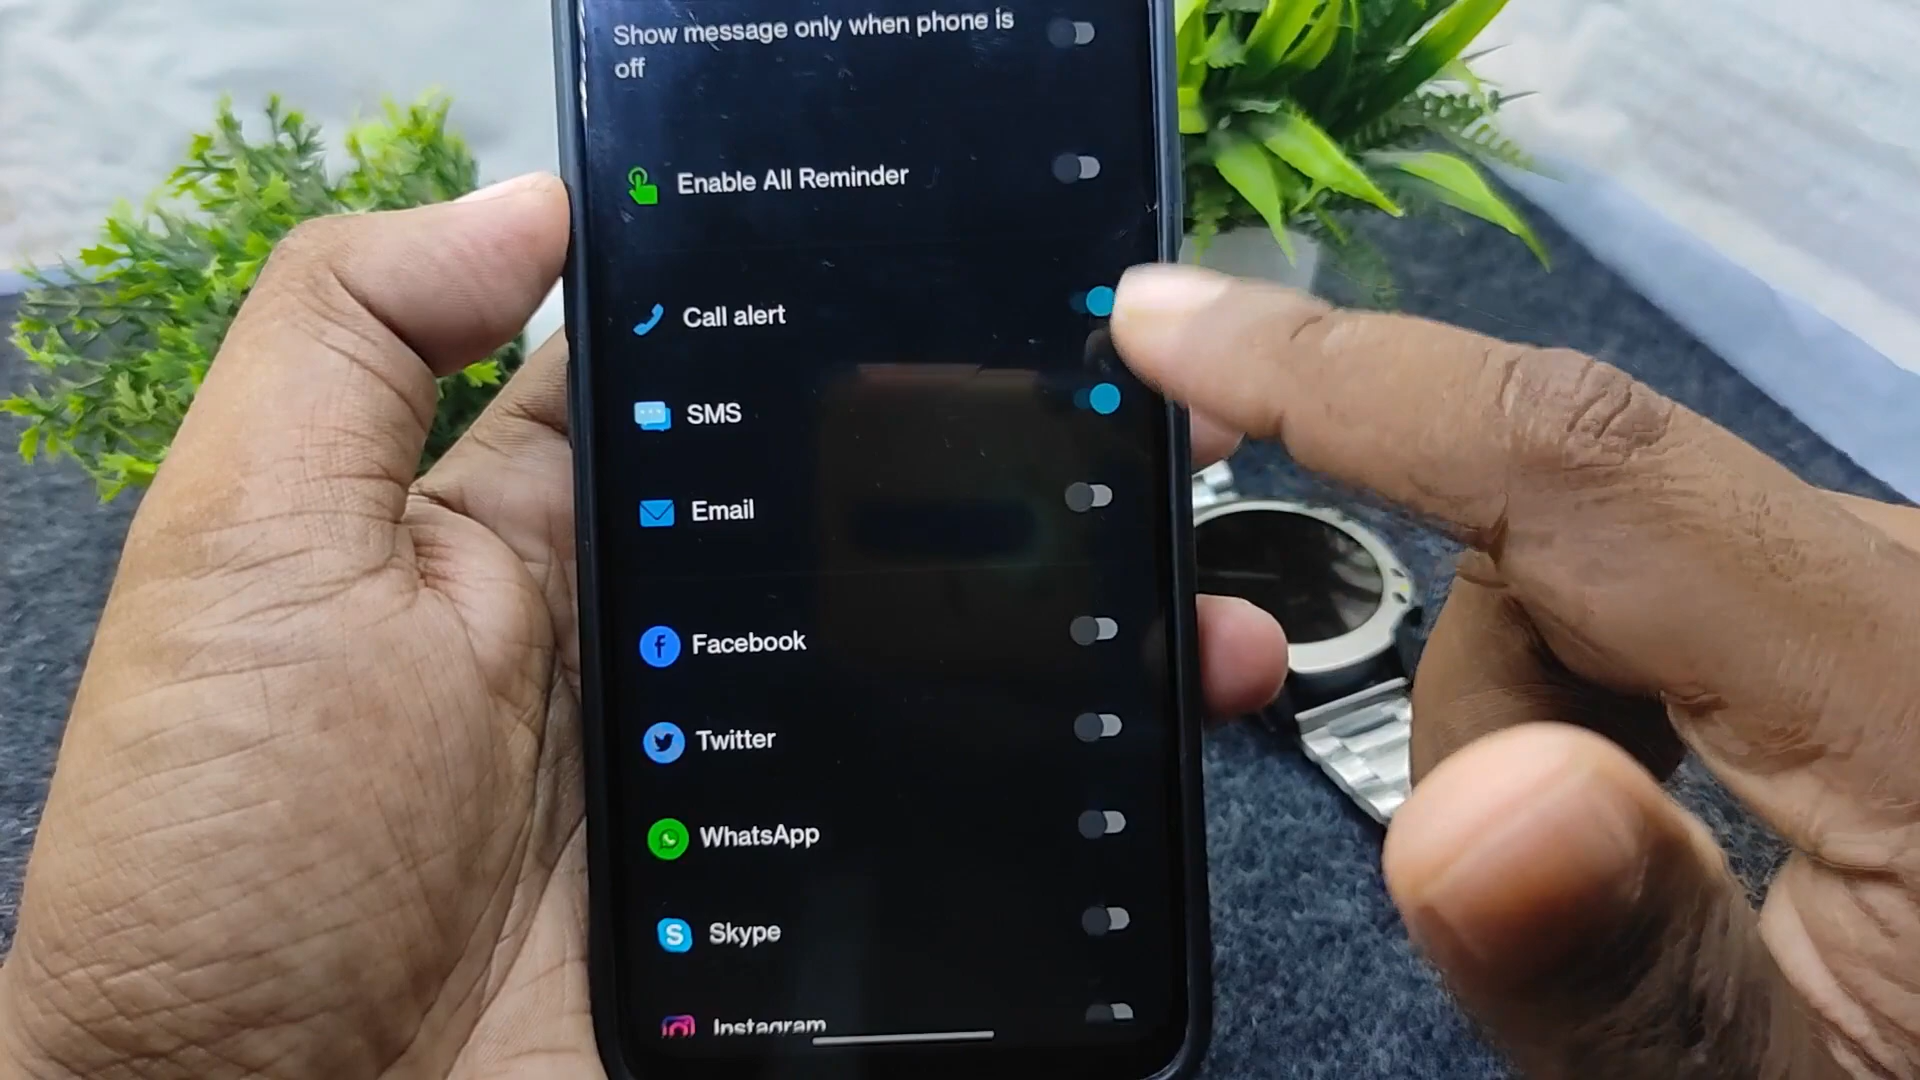 Show message only when phone is
off
Enable All Reminder
Call alert
SMS
Email
Facebook
Twitter
WhatsApp
Skype
Instagram